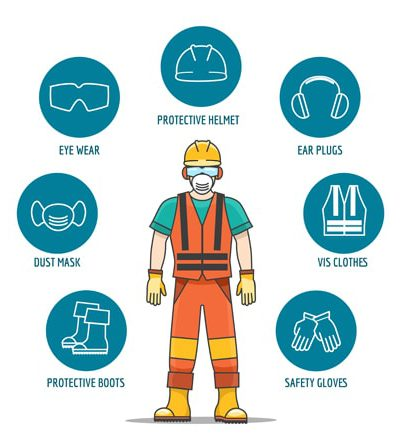 PROTECTIVE HELMET
EYE WEAR
EAR PLUGS
DUST MASK
VIS CLOTHES
PROTECTIVE BOOTS
SAFETY GLOVES